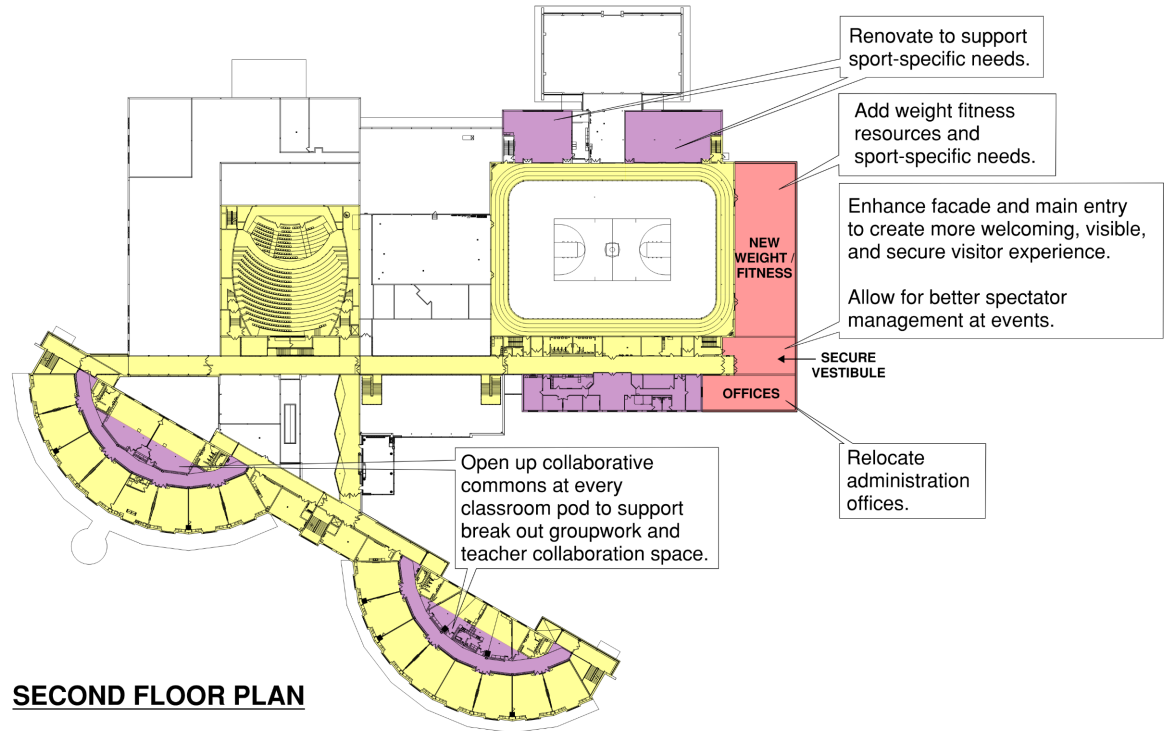 Renovate to support
sport-specific needs.
Add weight fitness
resources and
sport-specific needs.
Enhance facade and main entry
to create more welcoming, visible,
and secure visitor experience.
Allow for better spectator
management at events.
NEW
WEIGHT /
FITNESS
SECURE
VESTIBULE
OFFICES
Relocate
administration
offices.
Open up collaborative
commons at every
classroom pod to support
break out groupwork and
teacher collaboration space.
SECOND FLOOR PLAN